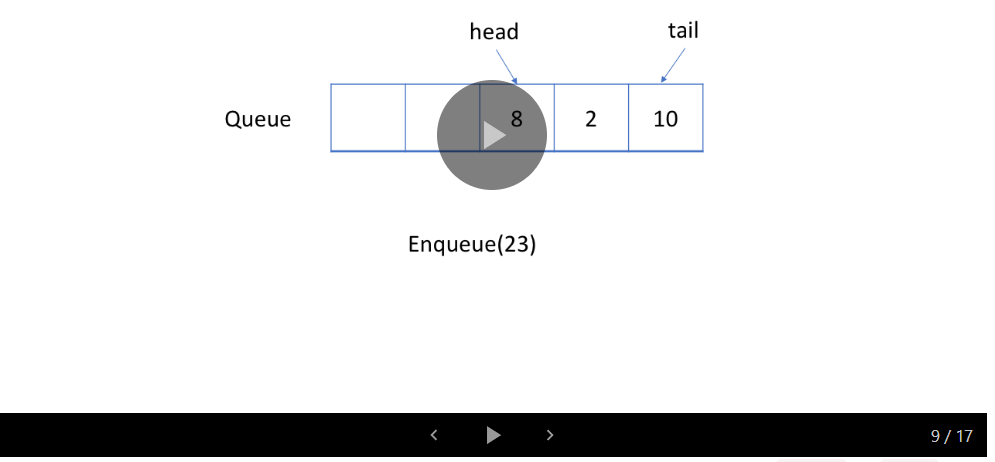 head tail
Queue 8 2 10
Enqueue(23)
9 / 17